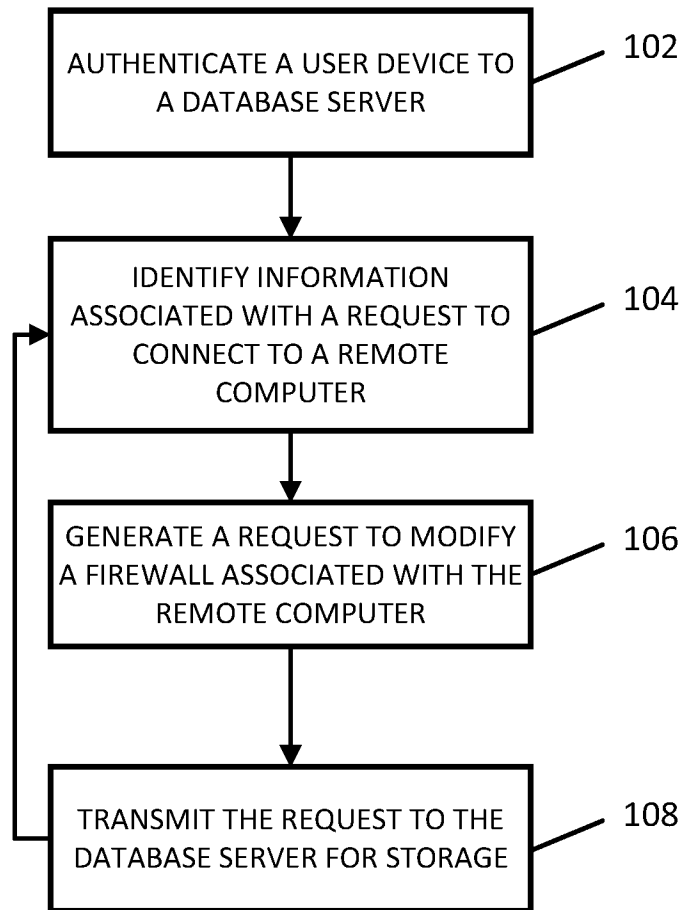 AUTHENTICATE A USER DEVICE TO
A DATABASE SERVER
102
IDENTIFY INFORMATION
ASSOCIATED WITH A REQUEST TO
CONNECT TO A REMOTE
COMPUTER
104
GENERATE A REQUEST TO MODIFY
A FIREWALL ASSOCIATED WITH THE
REMOTE COMPUTER
106
TRANSMIT THE REQUEST TO THE
DATABASE SERVER FOR STORAGE
108